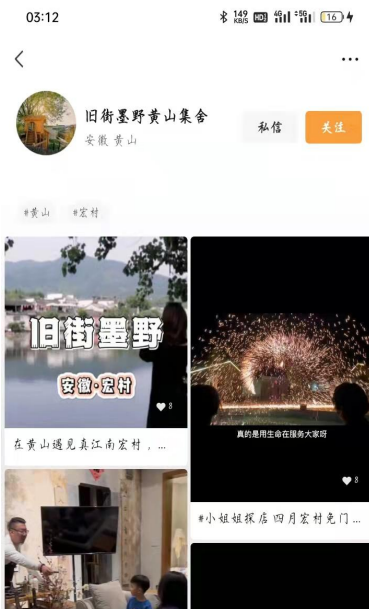 03:12
149 KB/S HD 4G 5G 16
旧街墨野黄山集舍
安徽 黄山
私信
关注
#黄山 #宏村
旧街墨野
安徽·宏村
8
在黄山遇见真江南宏村，...
真的是用生命在服务大家呀
8
#小姐姐探店 四月宏村免门...